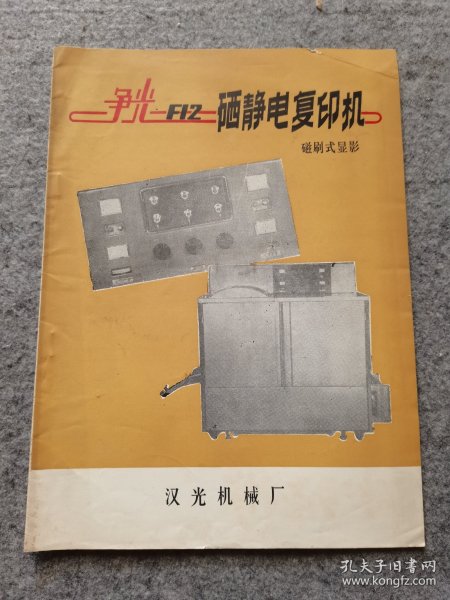 争光 F12 硒静电复印机
磁刷式显影
汉光机械厂
孔夫子旧书网
www.kongfz.com